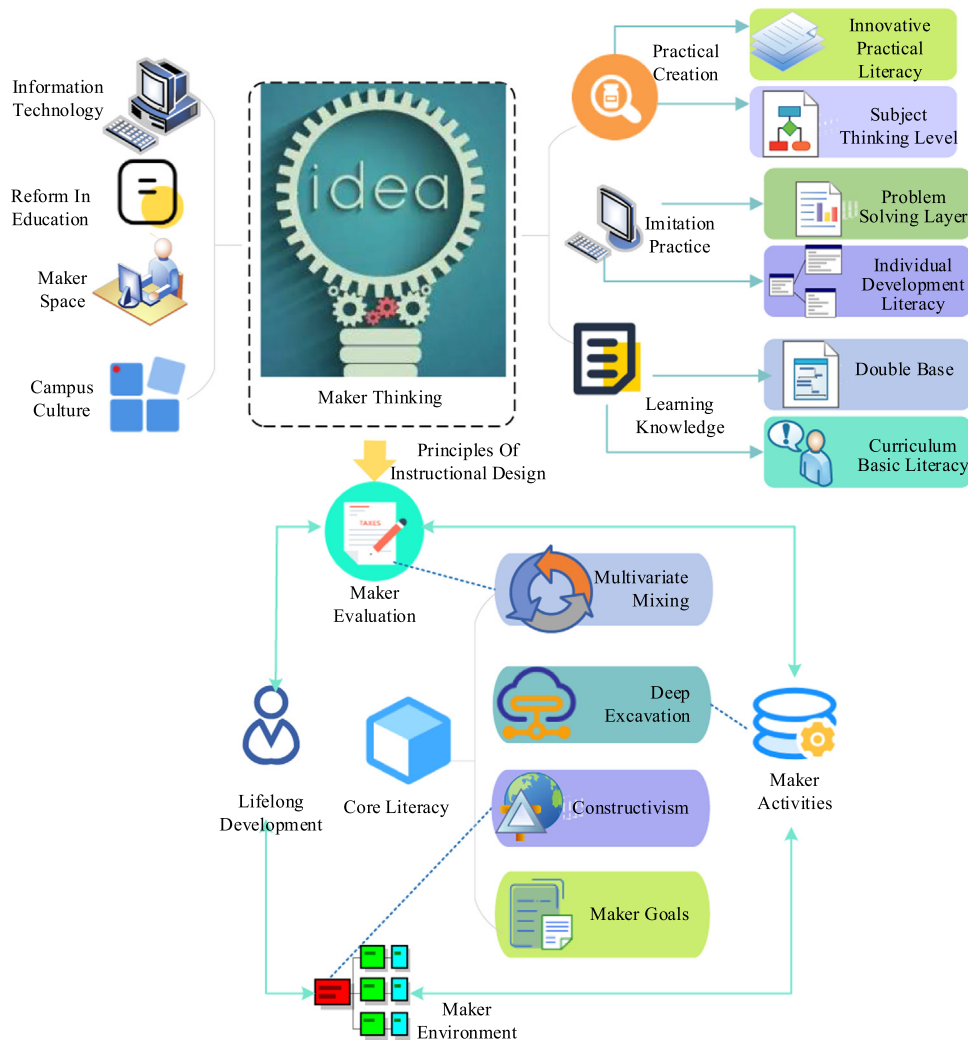 Information
Technology
Reform In
Education
Maker
Space
Campus
Culture
idea
Maker Thinking
Practical
Creation
Imitation
Practice
Learning
Knowledge
Innovative
Practical
Literacy
Subject
Thinking Level
Problem
Solving Layer
Individual
Development
Literacy
Double Base
Curriculum
Basic Literacy
Principles Of
Instructional Design
TAXES
Maker
Evaluation
Multivariate
Mixing
Deep
Excavation
Constructivism
Maker Goals
Core Literacy
Lifelong
Development
Maker
Activities
Maker
Environment